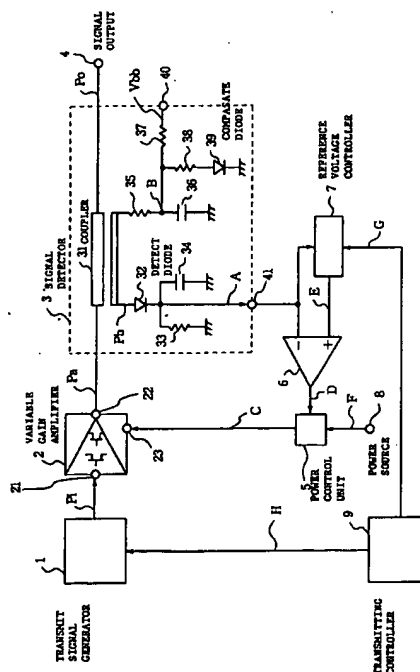 TRANSMIT
SIGNAL
GENERATOR
1
Pi
21
VARIABLE
GAIN
AMPLIFIER
2
22
23
Pa
3 SIGNAL
DETECTOR
31 COUPLER
Po
4
SIGNAL
OUTPUT
Pb
32
DETECT
DIODE
33
34
A
41
35
B
36
Vbb
37
40
38
39
COMPASATE
DIODE
REFERENCE
VOLTAGE
CONTROLLER
7
-
+
6
E
G
D
C
5
POWER
CONTROL
UNIT
F
8
POWER
SOURCE
H
9
TRANSMITTING
CONTROLLER